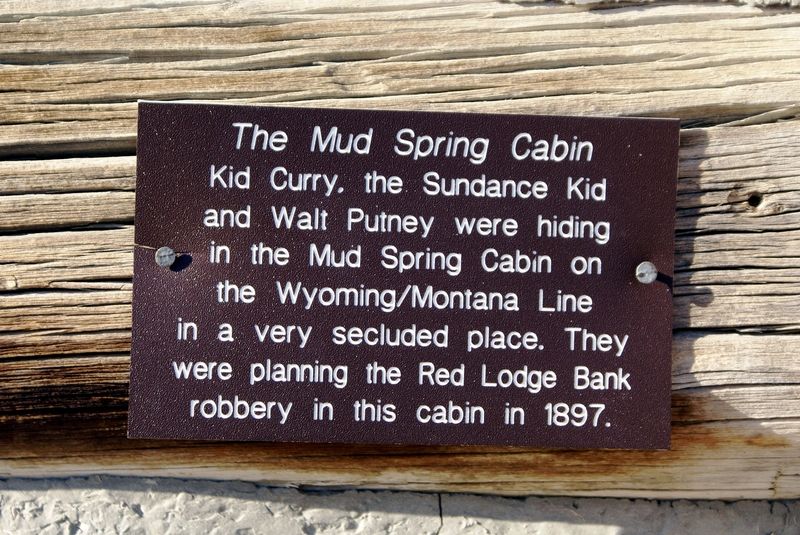 The Mud Spring Cabin
Kid Curry, the Sundance Kid
and Walt Putney were hiding
in the Mud Spring Cabin on
the Wyoming/Montana Line
in a very secluded place. They
were planning the Red Lodge Bank
robbery in this cabin in 1897.